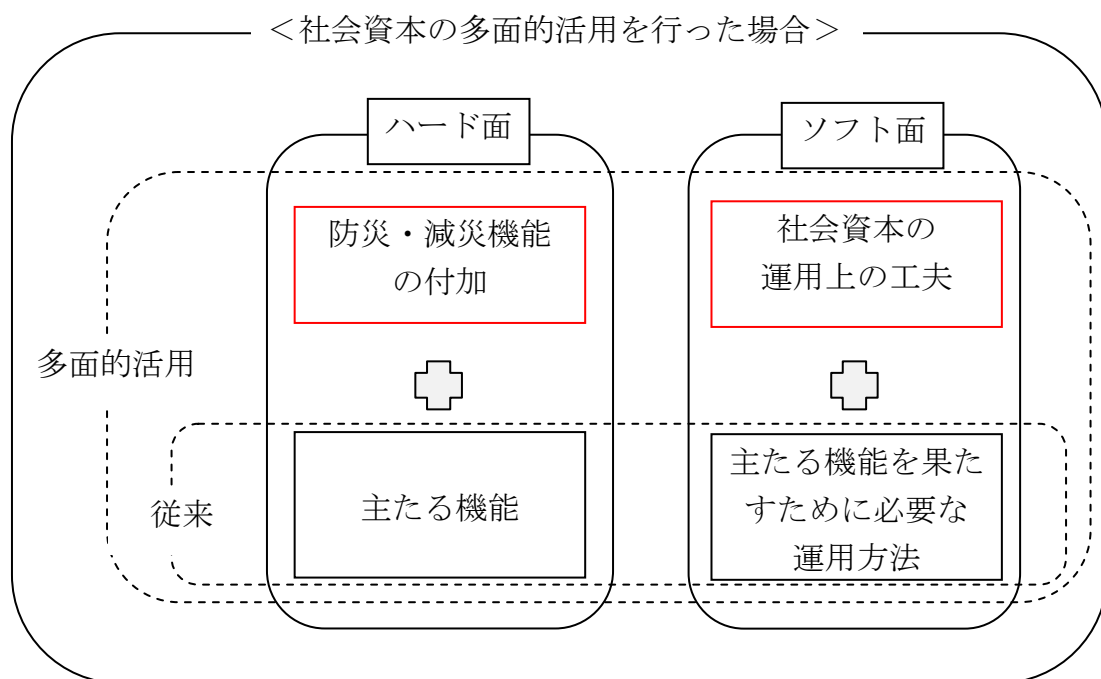 ＜社会資本の多面的活用を行った場合＞
ハード面
ソフト面
防災・減災機能
の付加
社会資本の
運用上の工夫
多面的活用
従来
主たる機能
主たる機能を果た
すために必要な
運用方法